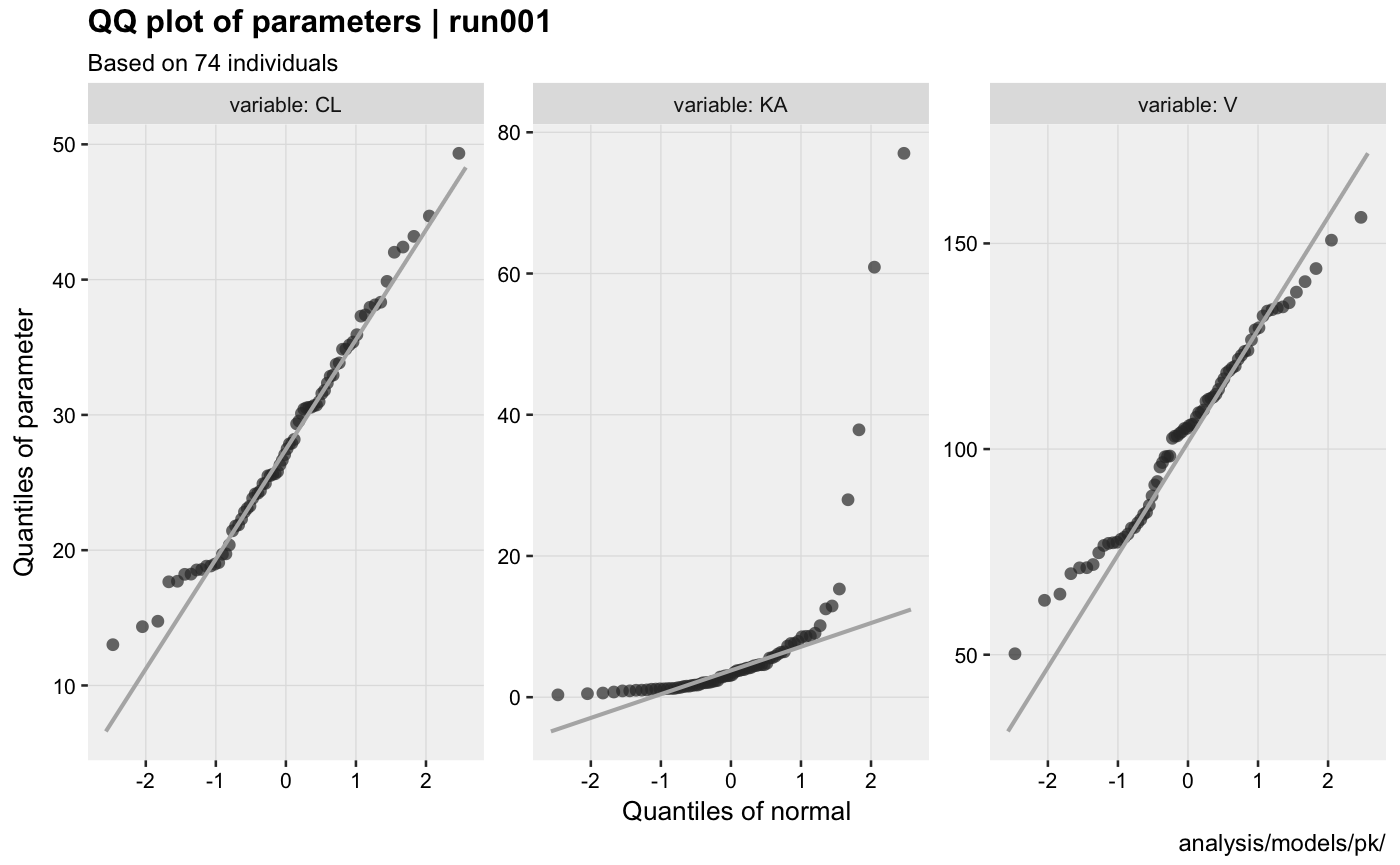 QQ plot of parameters | run001
Based on 74 individuals
variable: CL
variable: KA
variable: V
Quantiles of parameter
50
40
30
20
10
80
60
40
20
0
150
100
50
-2 -1 0 1 2
-2 -1 0 1 2
-2 -1 0 1 2
Quantiles of normal
analysis/models/pk/